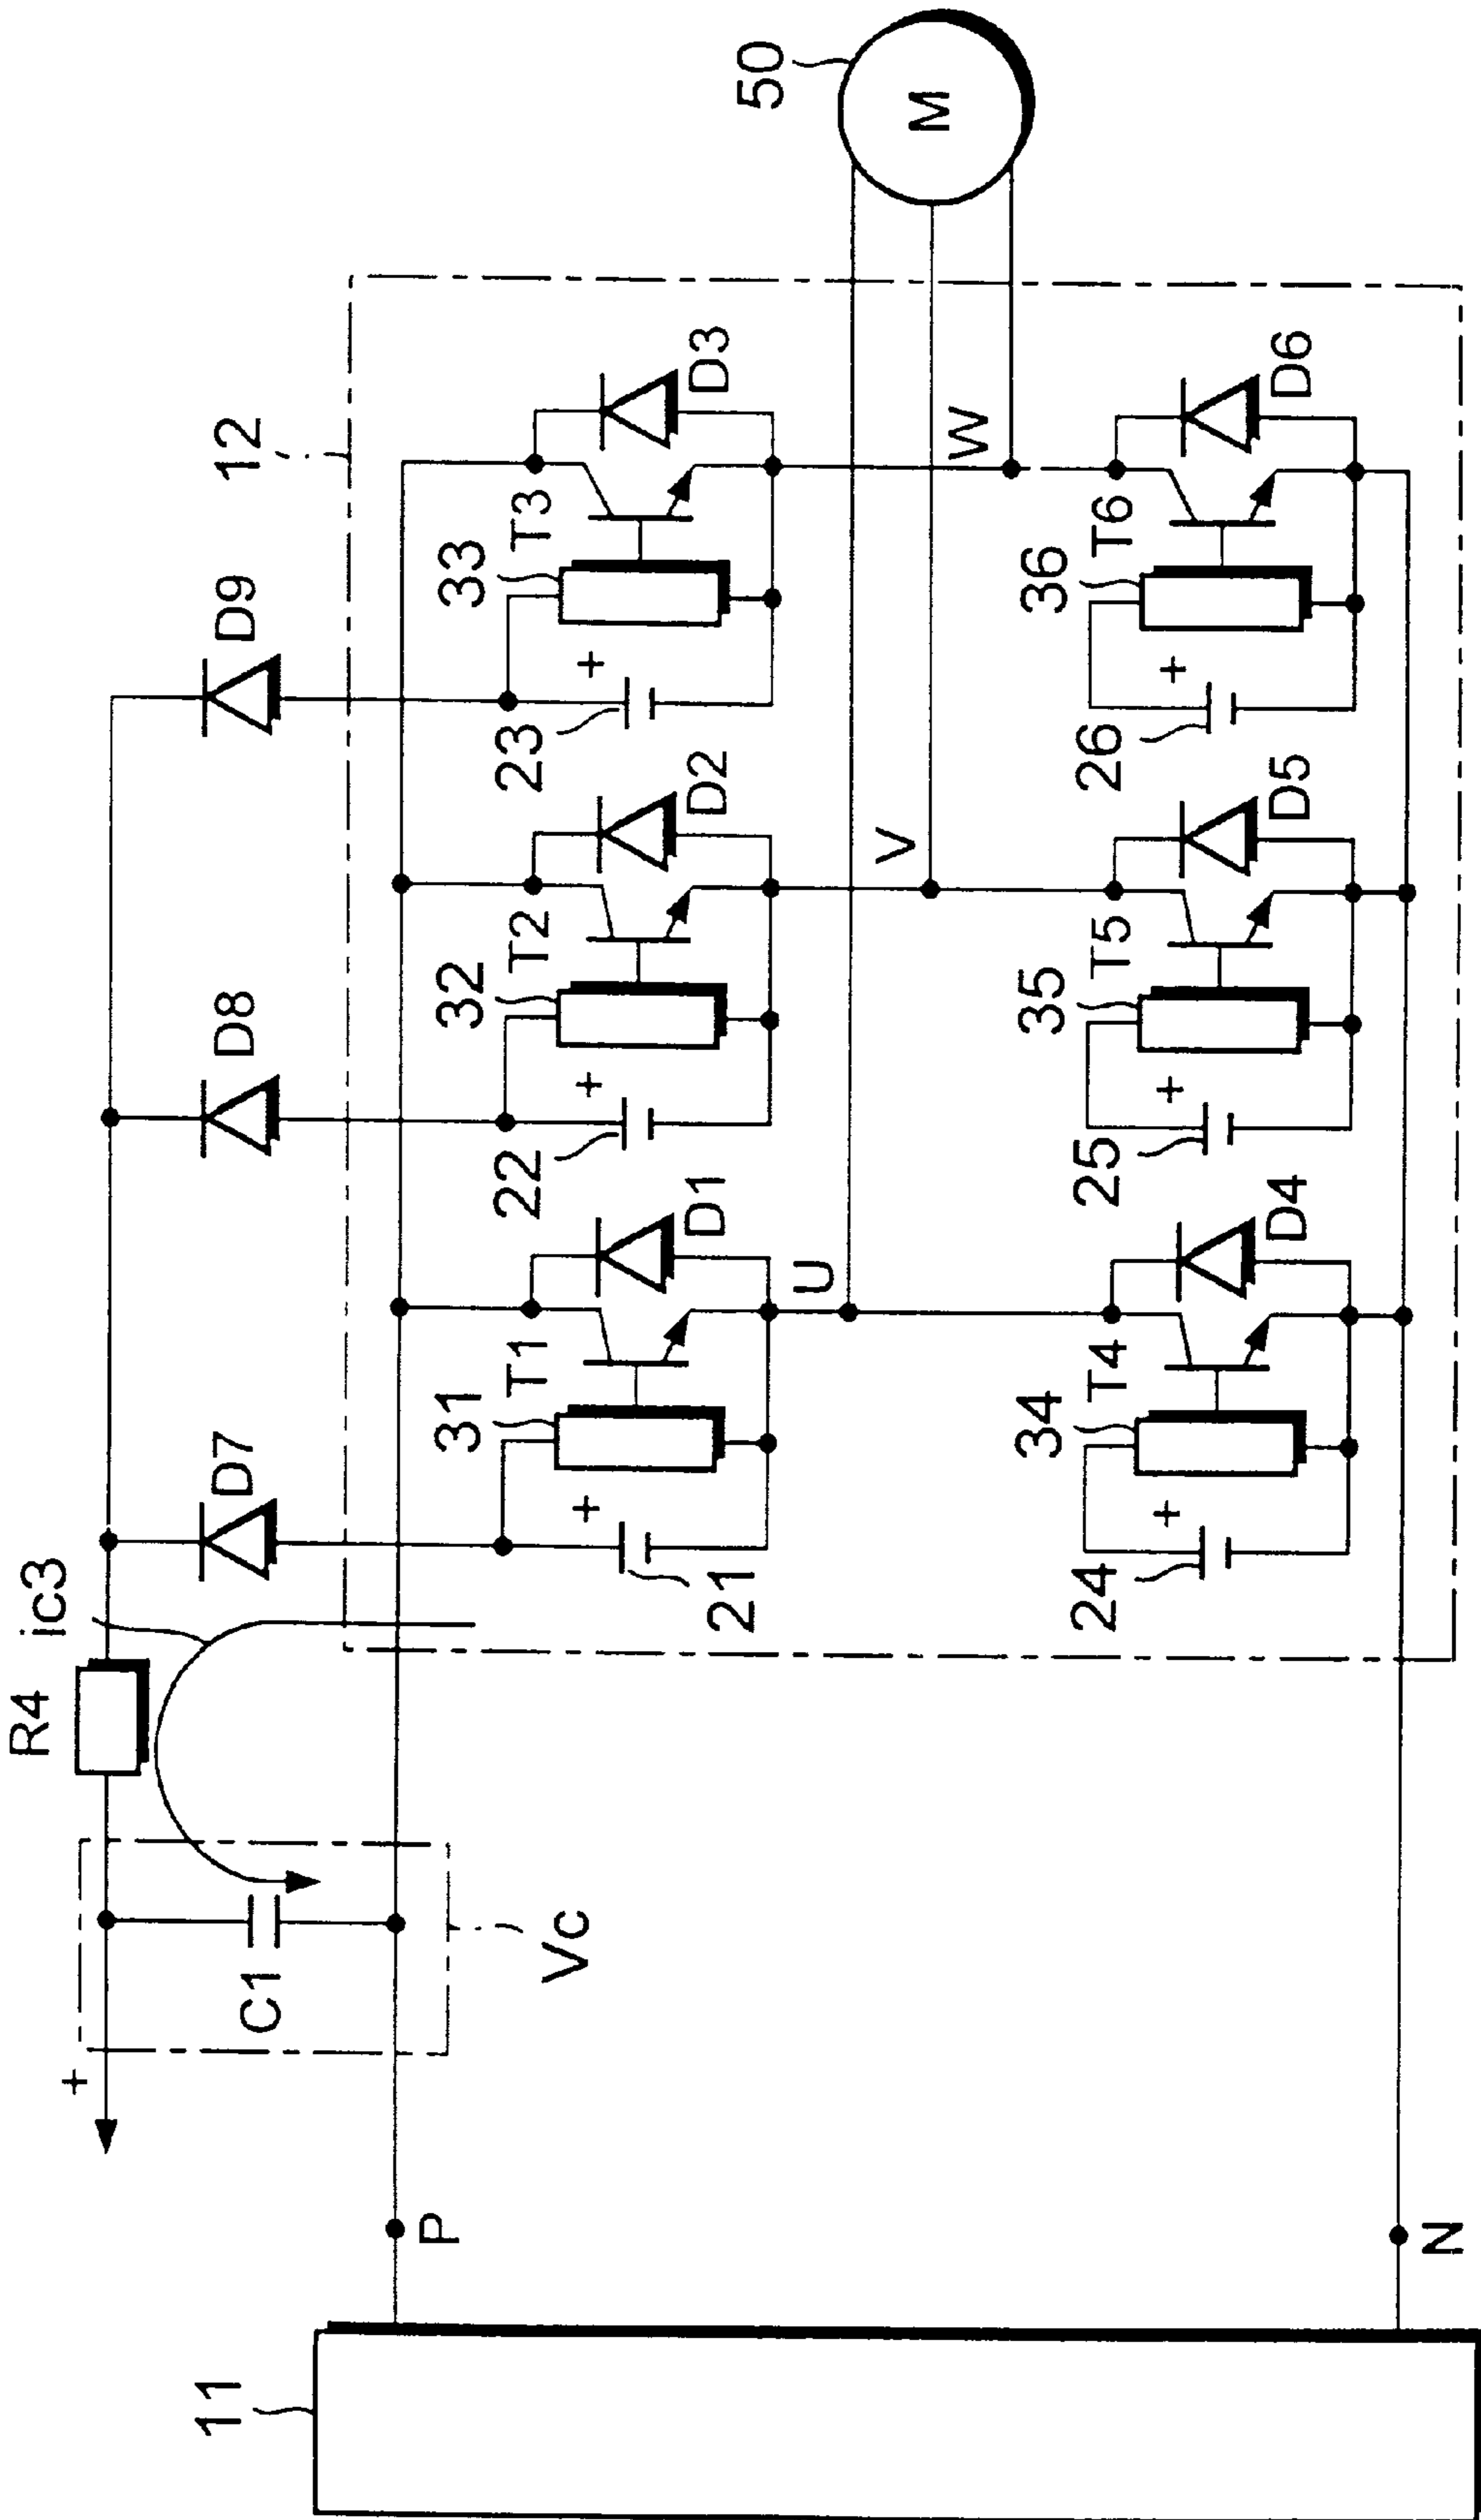 11
P
N
+
C1
Vc
R4
ic3
D7
D8
D9
12
21
+
31
T1
D1
U
22
+
32
T2
D2
V
23
+
33
T3
D3
W
24
+
34
T4
D4
25
+
35
T5
D5
26
+
36
T6
D6
50
M